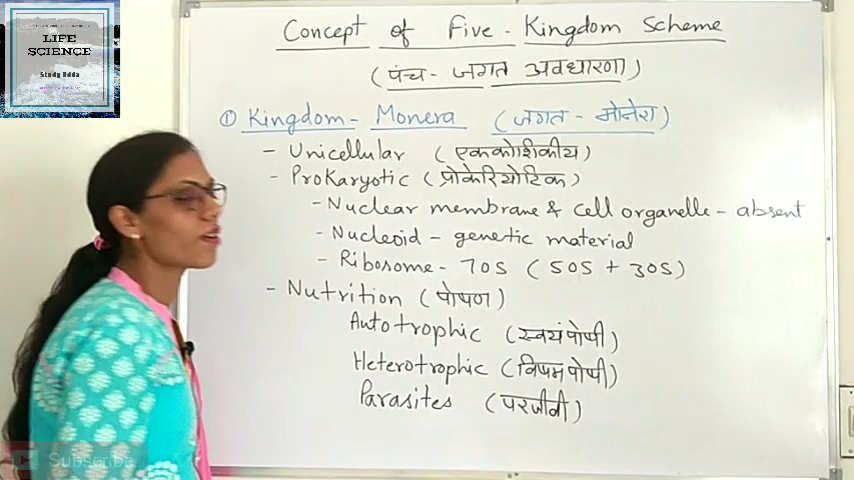 LIFE
SCIENCE
Study Adda
Concept of Five - Kingdom Scheme
(पंच - जगत अवधारणा)
① Kingdom - Monera (जगत - मोनेरा)
- Unicellular (एककोशिकीय)
- Prokaryotic (प्रोकेरियोटिक)
- Nuclear membrane & cell organelle - absent
- Nucleoid - genetic material
- Ribosome - 70S (50S + 30S)
- Nutrition (पोषण)
Autotrophic (स्वयंपोषी)
Heterotrophic (विषमपोषी)
Parasites (परजीवी)
Subscribe